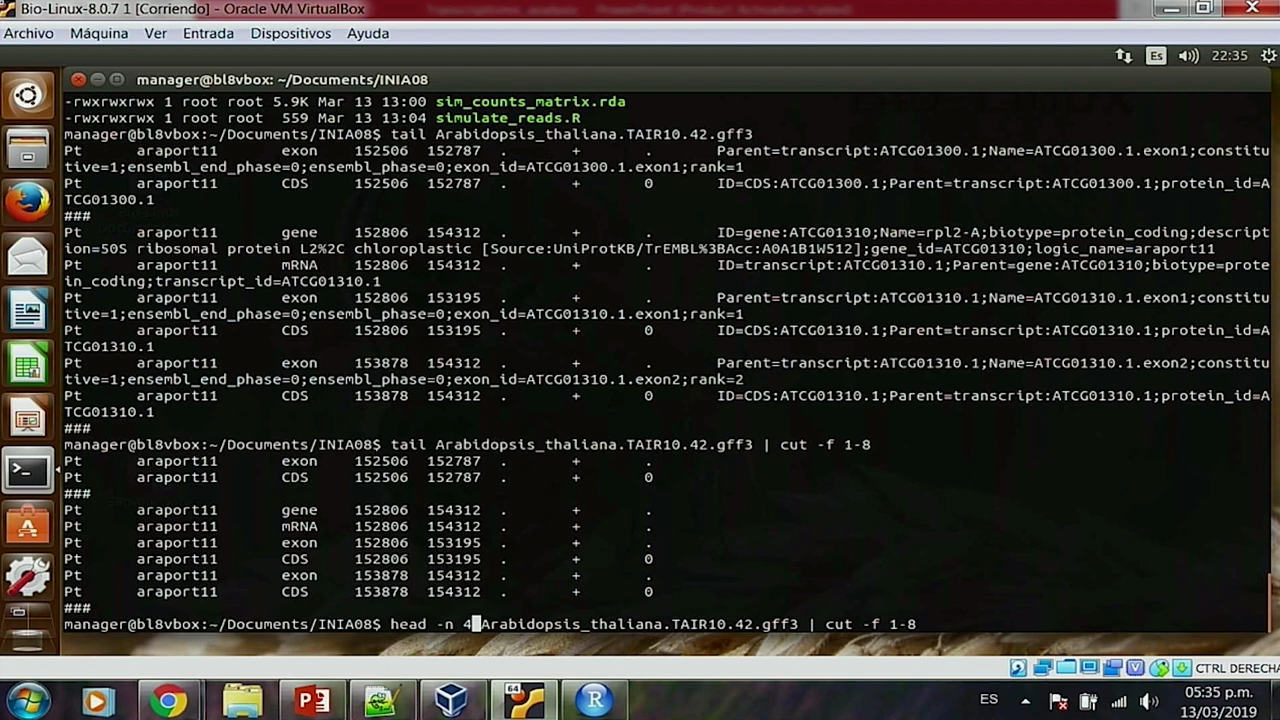 Bio-Linux-8.0.7 1 [Corriendo] - Oracle VM VirtualBox
Archivo Máquina Ver Entrada Dispositivos Ayuda
Es 22:35
manager@bl8vbox: ~/Documents/INIA08
-rwxrwxrwx 1 root root 5.9K Mar 13 13:00 sim_counts_matrix.rda
-rwxrwxrwx 1 root root 559 Mar 13 13:04 simulate_reads.R
manager@bl8vbox:~/Documents/INIA08$ tail Arabidopsis_thaliana.TAIR10.42.gff3
Pt araport11 exon 152506 152787 . + . Parent=transcript:ATCG01300.1;Name=ATCG01300.1.exon1;constitu
tive=1;ensembl_end_phase=0;ensembl_phase=0;exon_id=ATCG01300.1.exon1;rank=1
Pt araport11 CDS 152506 152787 . + 0 ID=CDS:ATCG01300.1;Parent=transcript:ATCG01300.1;protein_id=A
TCG01300.1
###
Pt araport11 gene 152806 154312 . + . ID=gene:ATCG01310;Name=rpl2-A;biotype=protein_coding;descript
ion=50S ribosomal protein L2%2C chloroplastic [Source:UniProtKB/TrEMBL%3BAcc:A0A1B1W512];gene_id=ATCG01310;logic_name=araport11
Pt araport11 mRNA 152806 154312 . + . ID=transcript:ATCG01310.1;Parent=gene:ATCG01310;biotype=prote
in_coding;transcript_id=ATCG01310.1
Pt araport11 exon 152806 153195 . + . Parent=transcript:ATCG01310.1;Name=ATCG01310.1.exon1;constitu
tive=1;ensembl_end_phase=0;ensembl_phase=0;exon_id=ATCG01310.1.exon1;rank=1
Pt araport11 CDS 152806 153195 . + 0 ID=CDS:ATCG01310.1;Parent=transcript:ATCG01310.1;protein_id=A
TCG01310.1
Pt araport11 exon 153878 154312 . + . Parent=transcript:ATCG01310.1;Name=ATCG01310.1.exon2;constitu
tive=1;ensembl_end_phase=0;ensembl_phase=0;exon_id=ATCG01310.1.exon2;rank=2
Pt araport11 CDS 153878 154312 . + 0 ID=CDS:ATCG01310.1;Parent=transcript:ATCG01310.1;protein_id=A
TCG01310.1
###
manager@bl8vbox:~/Documents/INIA08$ tail Arabidopsis_thaliana.TAIR10.42.gff3 | cut -f 1-8
Pt araport11 exon 152506 152787 . + .
Pt araport11 CDS 152506 152787 . + 0
###
Pt araport11 gene 152806 154312 . + .
Pt araport11 mRNA 152806 154312 . + .
Pt araport11 exon 152806 153195 . + .
Pt araport11 CDS 152806 153195 . + 0
Pt araport11 exon 153878 154312 . + .
Pt araport11 CDS 153878 154312 . + 0
###
manager@bl8vbox:~/Documents/INIA08$ head -n 4 Arabidopsis_thaliana.TAIR10.42.gff3 | cut -f 1-8
CTRL DERECHA
64
ES 05:35 p.m.
13/03/2019